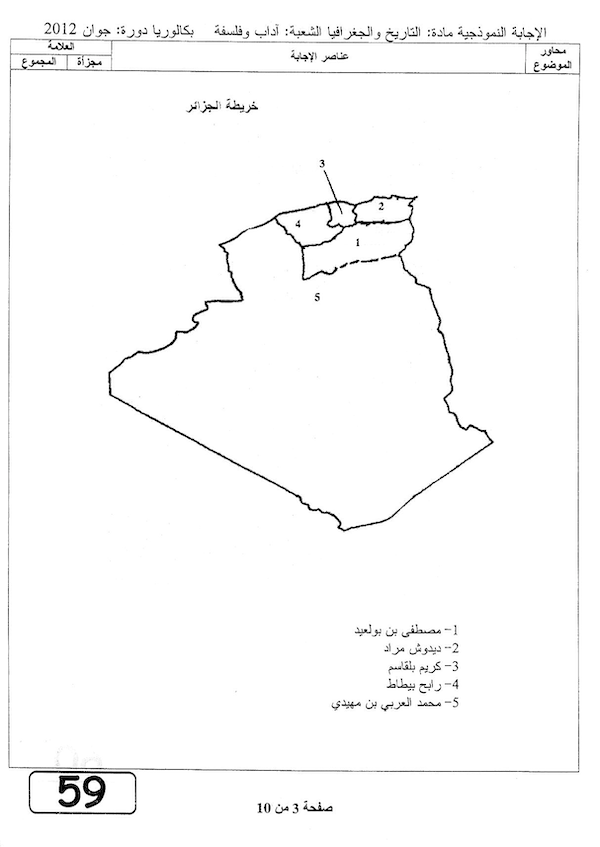 الإجابة النموذجية مادة: التاريخ والجغرافيا الشعبة: آداب وفلسفة بكالوريا دورة: جوان 2012
محاور الموضوع
عناصر الإجابة
العلامة
مجزأة
المجموع
خريطة الجزائر
3
2
4
1
5
1- مصطفى بن بولعيد
2- ديدوش مراد
3- كريم بلقاسم
4- رابح بيطاط
5- محمد العربي بن مهيدي
59
صفحة 3 من 10